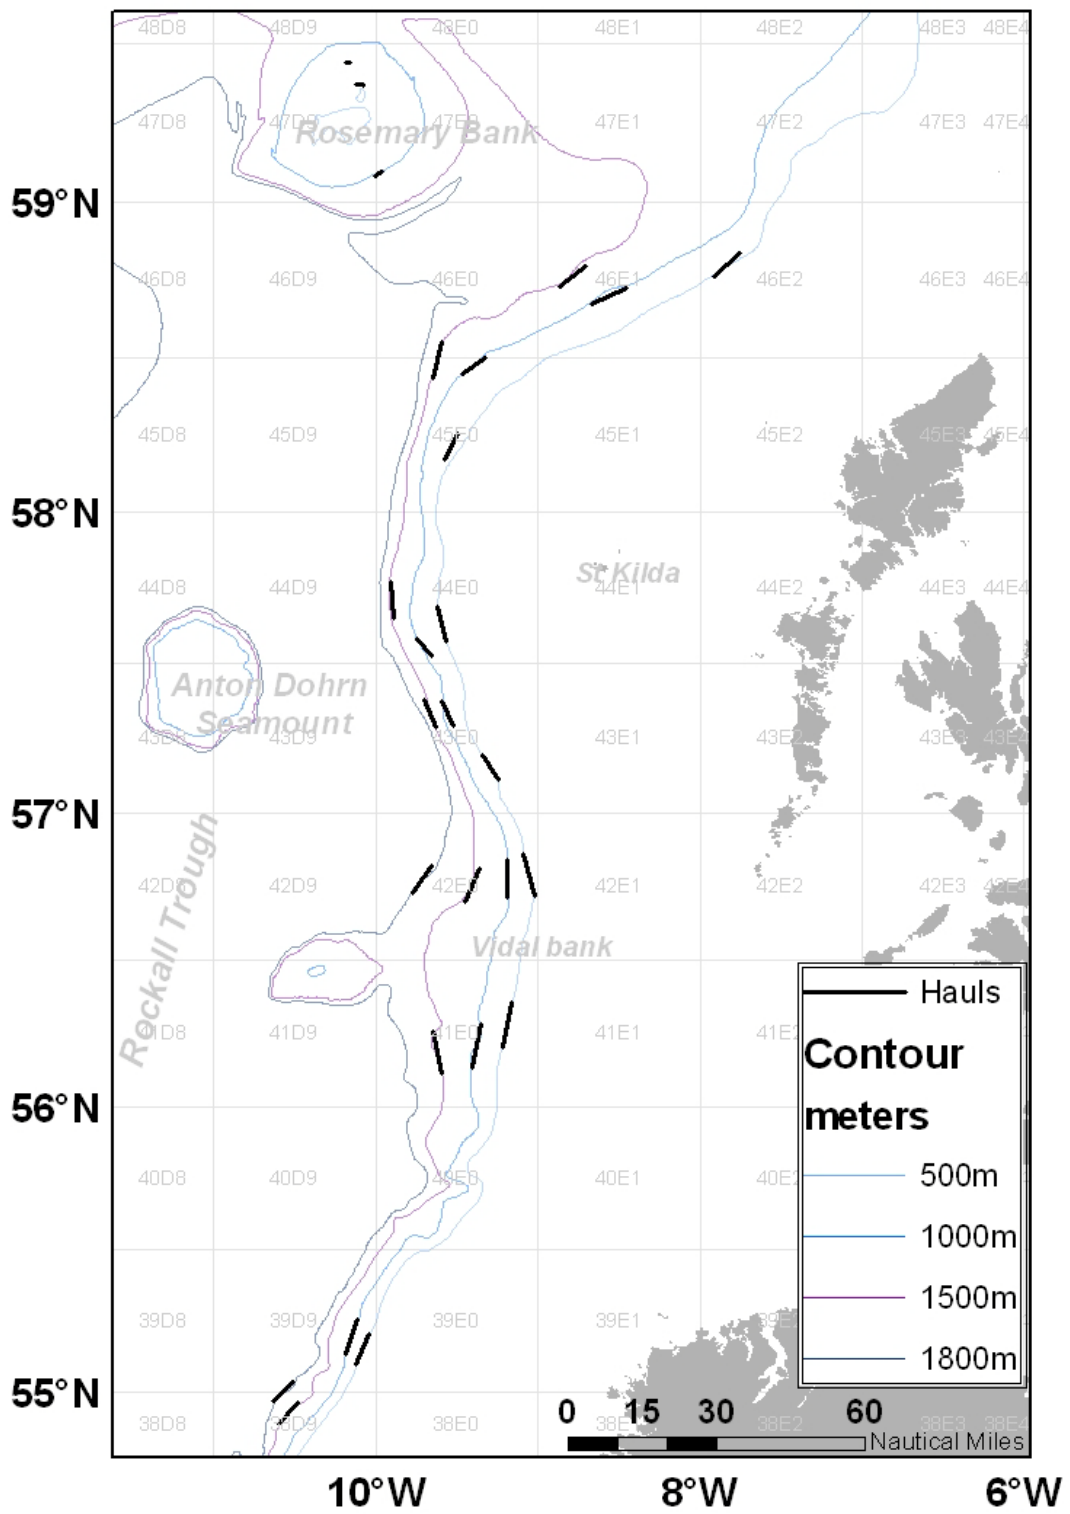 48D8 48D9 48E0 48E1 48E2 48E3 48E4
47D8 47D9 47E0 47E1 47E2 47E3 47E4
Rosemary Bank
59°N
46D8 46D9 46E0 46E1 46E2 46E3 46E4
45D8 45D9 45E0 45E1 45E2 45E3 45E4
58°N
St Kilda
44D8 44D9 44E0 44E1 44E2 44E3 44E4
Anton Dohrn
Seamount
43D8 43D9 43E0 43E1 43E2 43E3 43E4
57°N
Rockall Trough
42D8 42D9 42E0 42E1 42E2 42E3 42E4
Vidal bank
41D8 41D9 41E0 41E1 41E2
56°N
40D8 40D9 40E0 40E1 40E2
39D8 39D9 39E0 39E1 39E2
55°N
38D8 38D9 38E0 38E1 38E2 38E3 38E4
Hauls
Contour
meters
500m
1000m
1500m
1800m
0 15 30 60
Nautical Miles
10°W 8°W 6°W